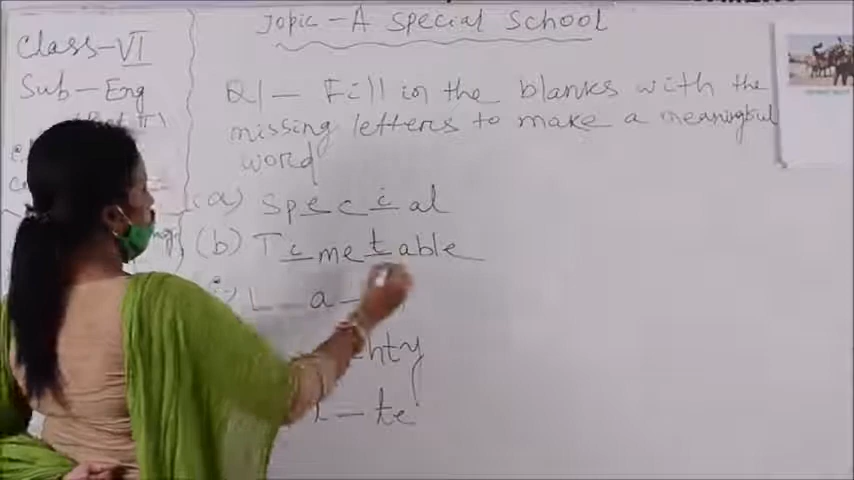 Class-VI
Sub- Eng
Topic - A Special School
Q1 - Fill in the blanks with the
missing letters to make a meaningful
word
(a) Special
(b) Timetable
L _ a -
hty
te